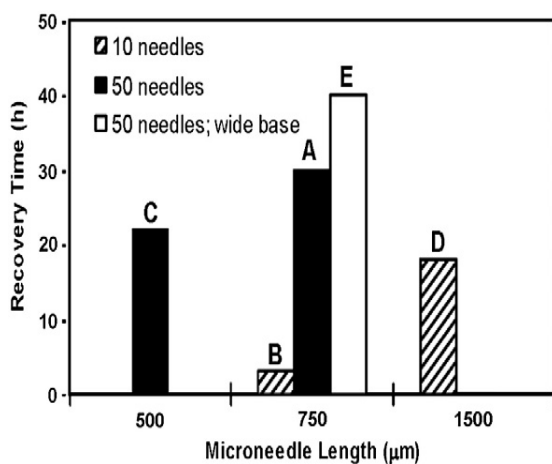 50
40
30
20
10
0
Recovery Time (h)
10 needles
50 needles
50 needles; wide base
C
B
A
E
D
500
750
1500
Microneedle Length (μm)